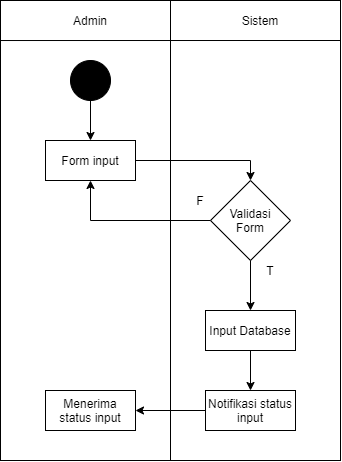 Admin
Sistem
Form input
F
Validasi
Form
T
Input Database
Menerima
status input
Notifikasi status
input